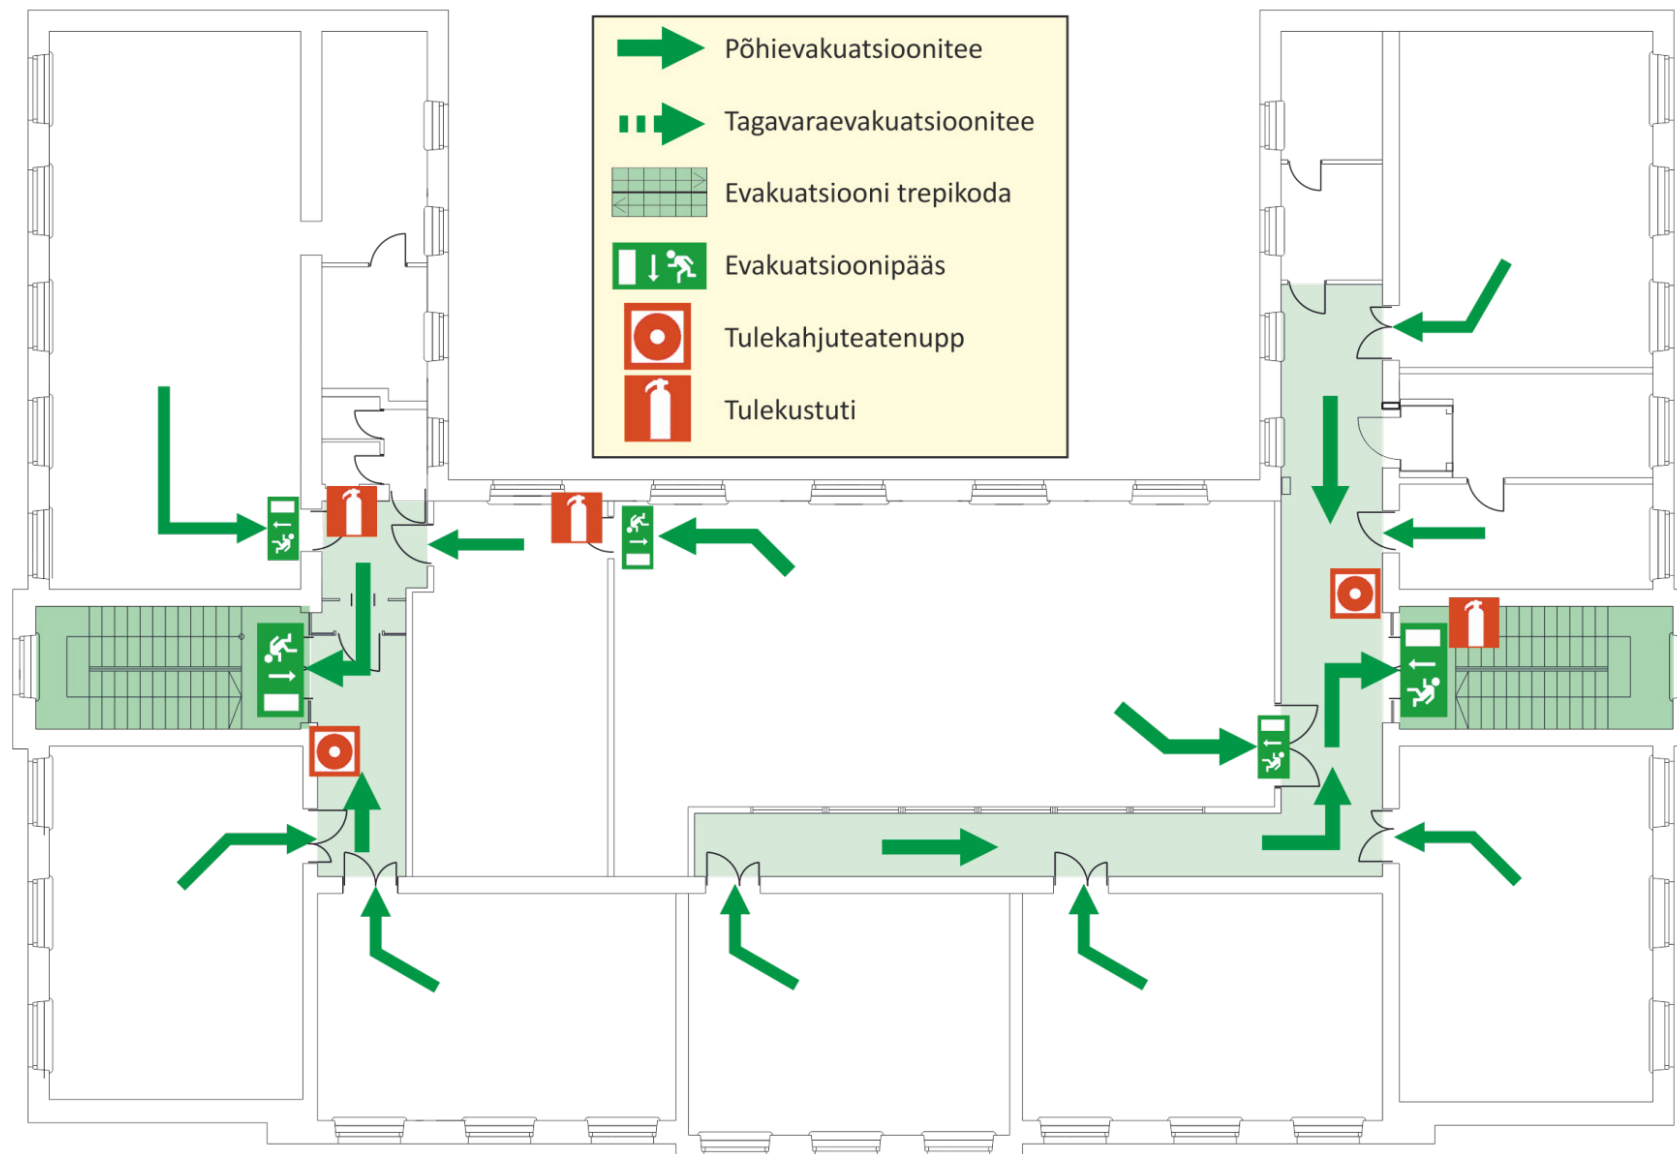 Põhievakuatsioonitee
Tagavaraevakuatsioonitee
Evakuatsiooni trepikoda
Evakuatsioonipääs
Tulekahjuteatenupp
Tulekustuti